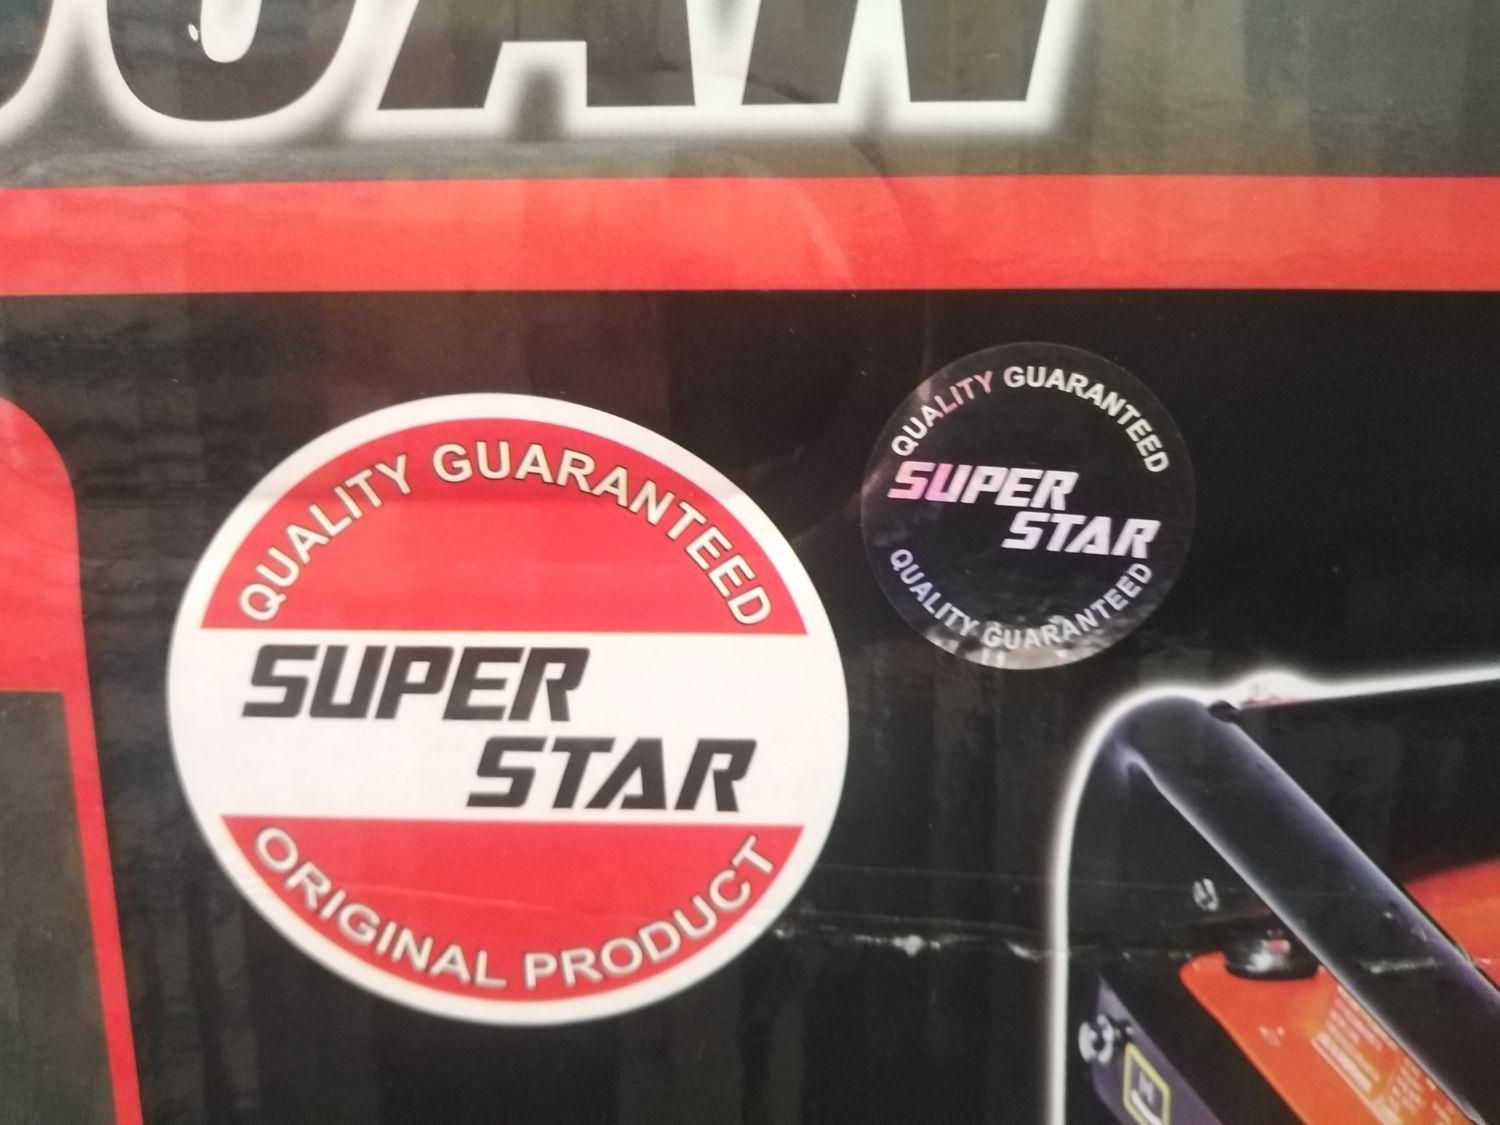 QUALITY GUARANTEED
SUPER
STAR
ORIGINAL PRODUCT
QUALITY GUARANTEED
SUPER
STAR
QUALITY GUARANTEED